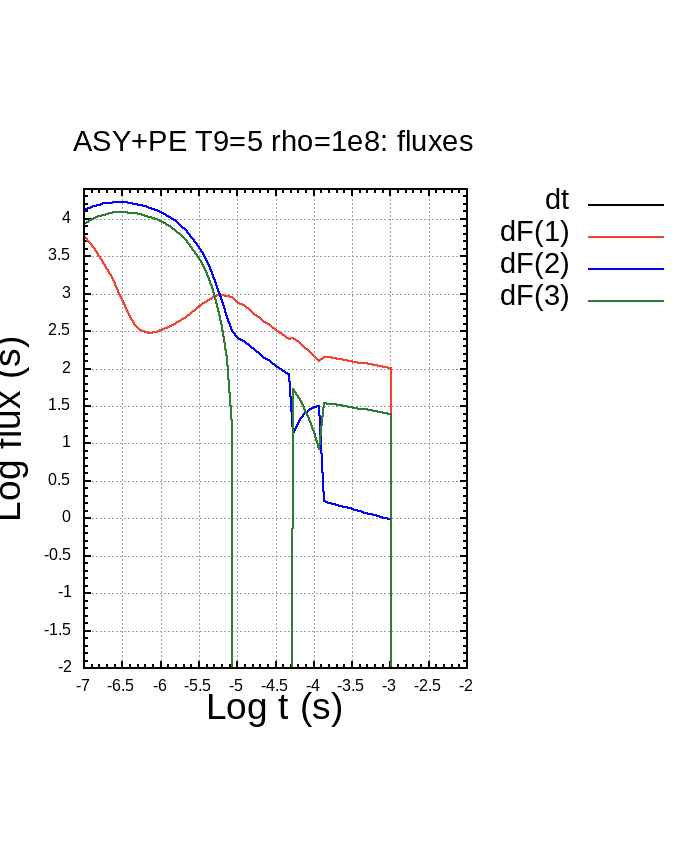 ASY+PE T9=5 rho=1e8: fluxes
dt
dF(1)
dF(2)
dF(3)
Log flux (s)
4
3.5
3
2.5
2
1.5
1
0.5
0
-0.5
-1
-1.5
-2
-7 -6.5 -6 -5.5 -5 -4.5 -4 -3.5 -3 -2.5 -2
Log t (s)